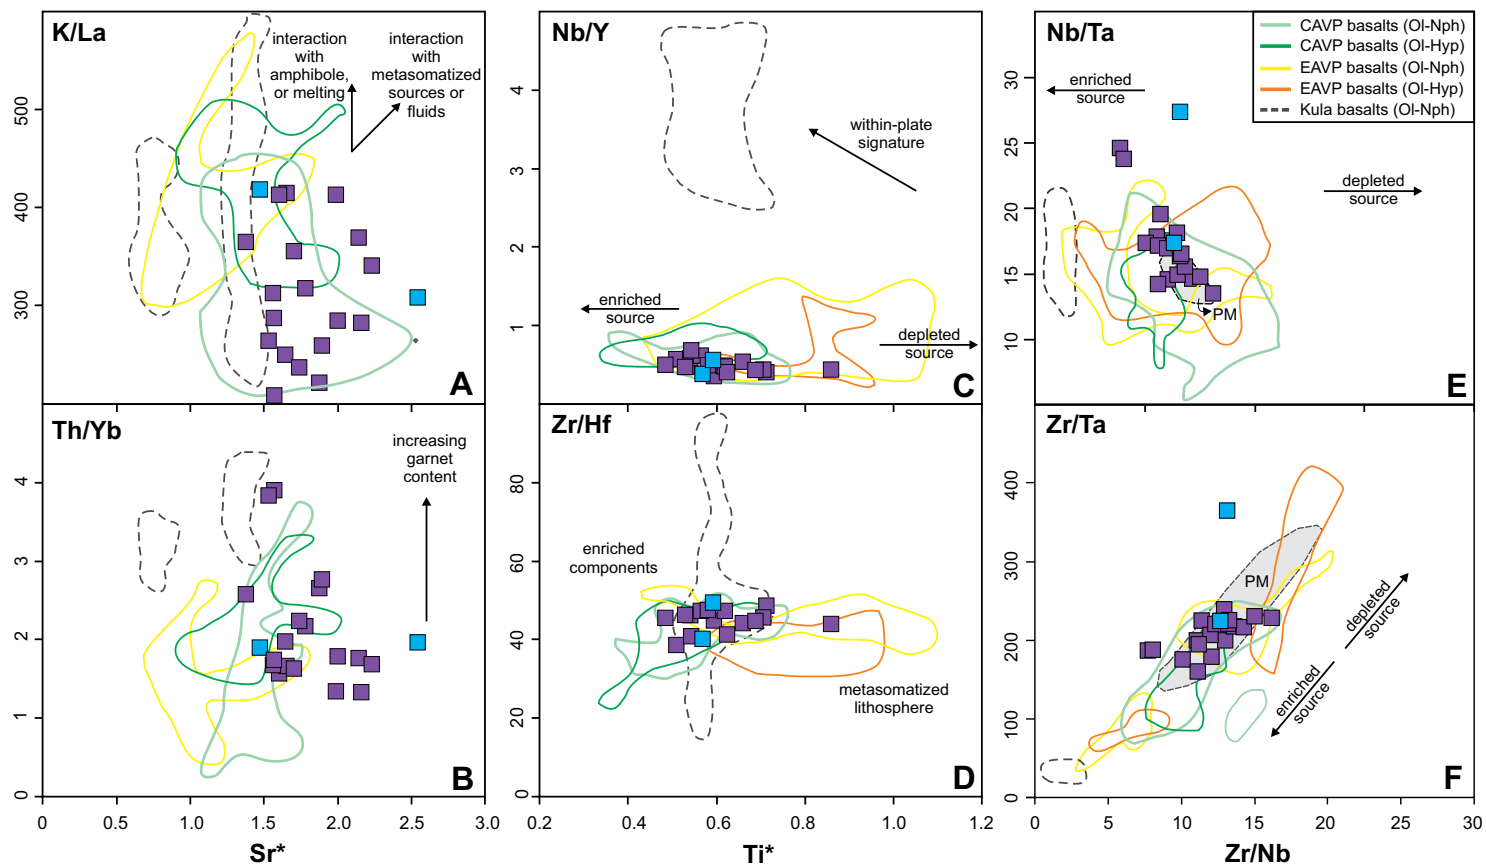 K/La
interaction
with
amphibole,
or melting
interaction
with
metasomatized
sources or
fluids
500
400
300
A
Th/Yb
increasing
garnet
content
4
3
2
1
0
B
0
0.5
1.0
1.5
2.0
2.5
3.0
Sr*
Nb/Y
4
3
2
1
within-plate
signature
enriched
source
depleted
source
C
Zr/Hf
80
60
40
20
0
enriched
components
metasomatized
lithosphere
D
0.2
0.4
0.6
0.8
1.0
1.2
Ti*
Nb/Ta
CAVP basalts (Ol-Nph)
CAVP basalts (Ol-Hyp)
EAVP basalts (Ol-Nph)
EAVP basalts (Ol-Hyp)
Kula basalts (Ol-Nph)
30
25
20
15
10
enriched
source
depleted
source
PM
E
Zr/Ta
400
300
200
100
0
PM
depleted
source
enriched
source
F
0
5
10
15
20
25
30
Zr/Nb